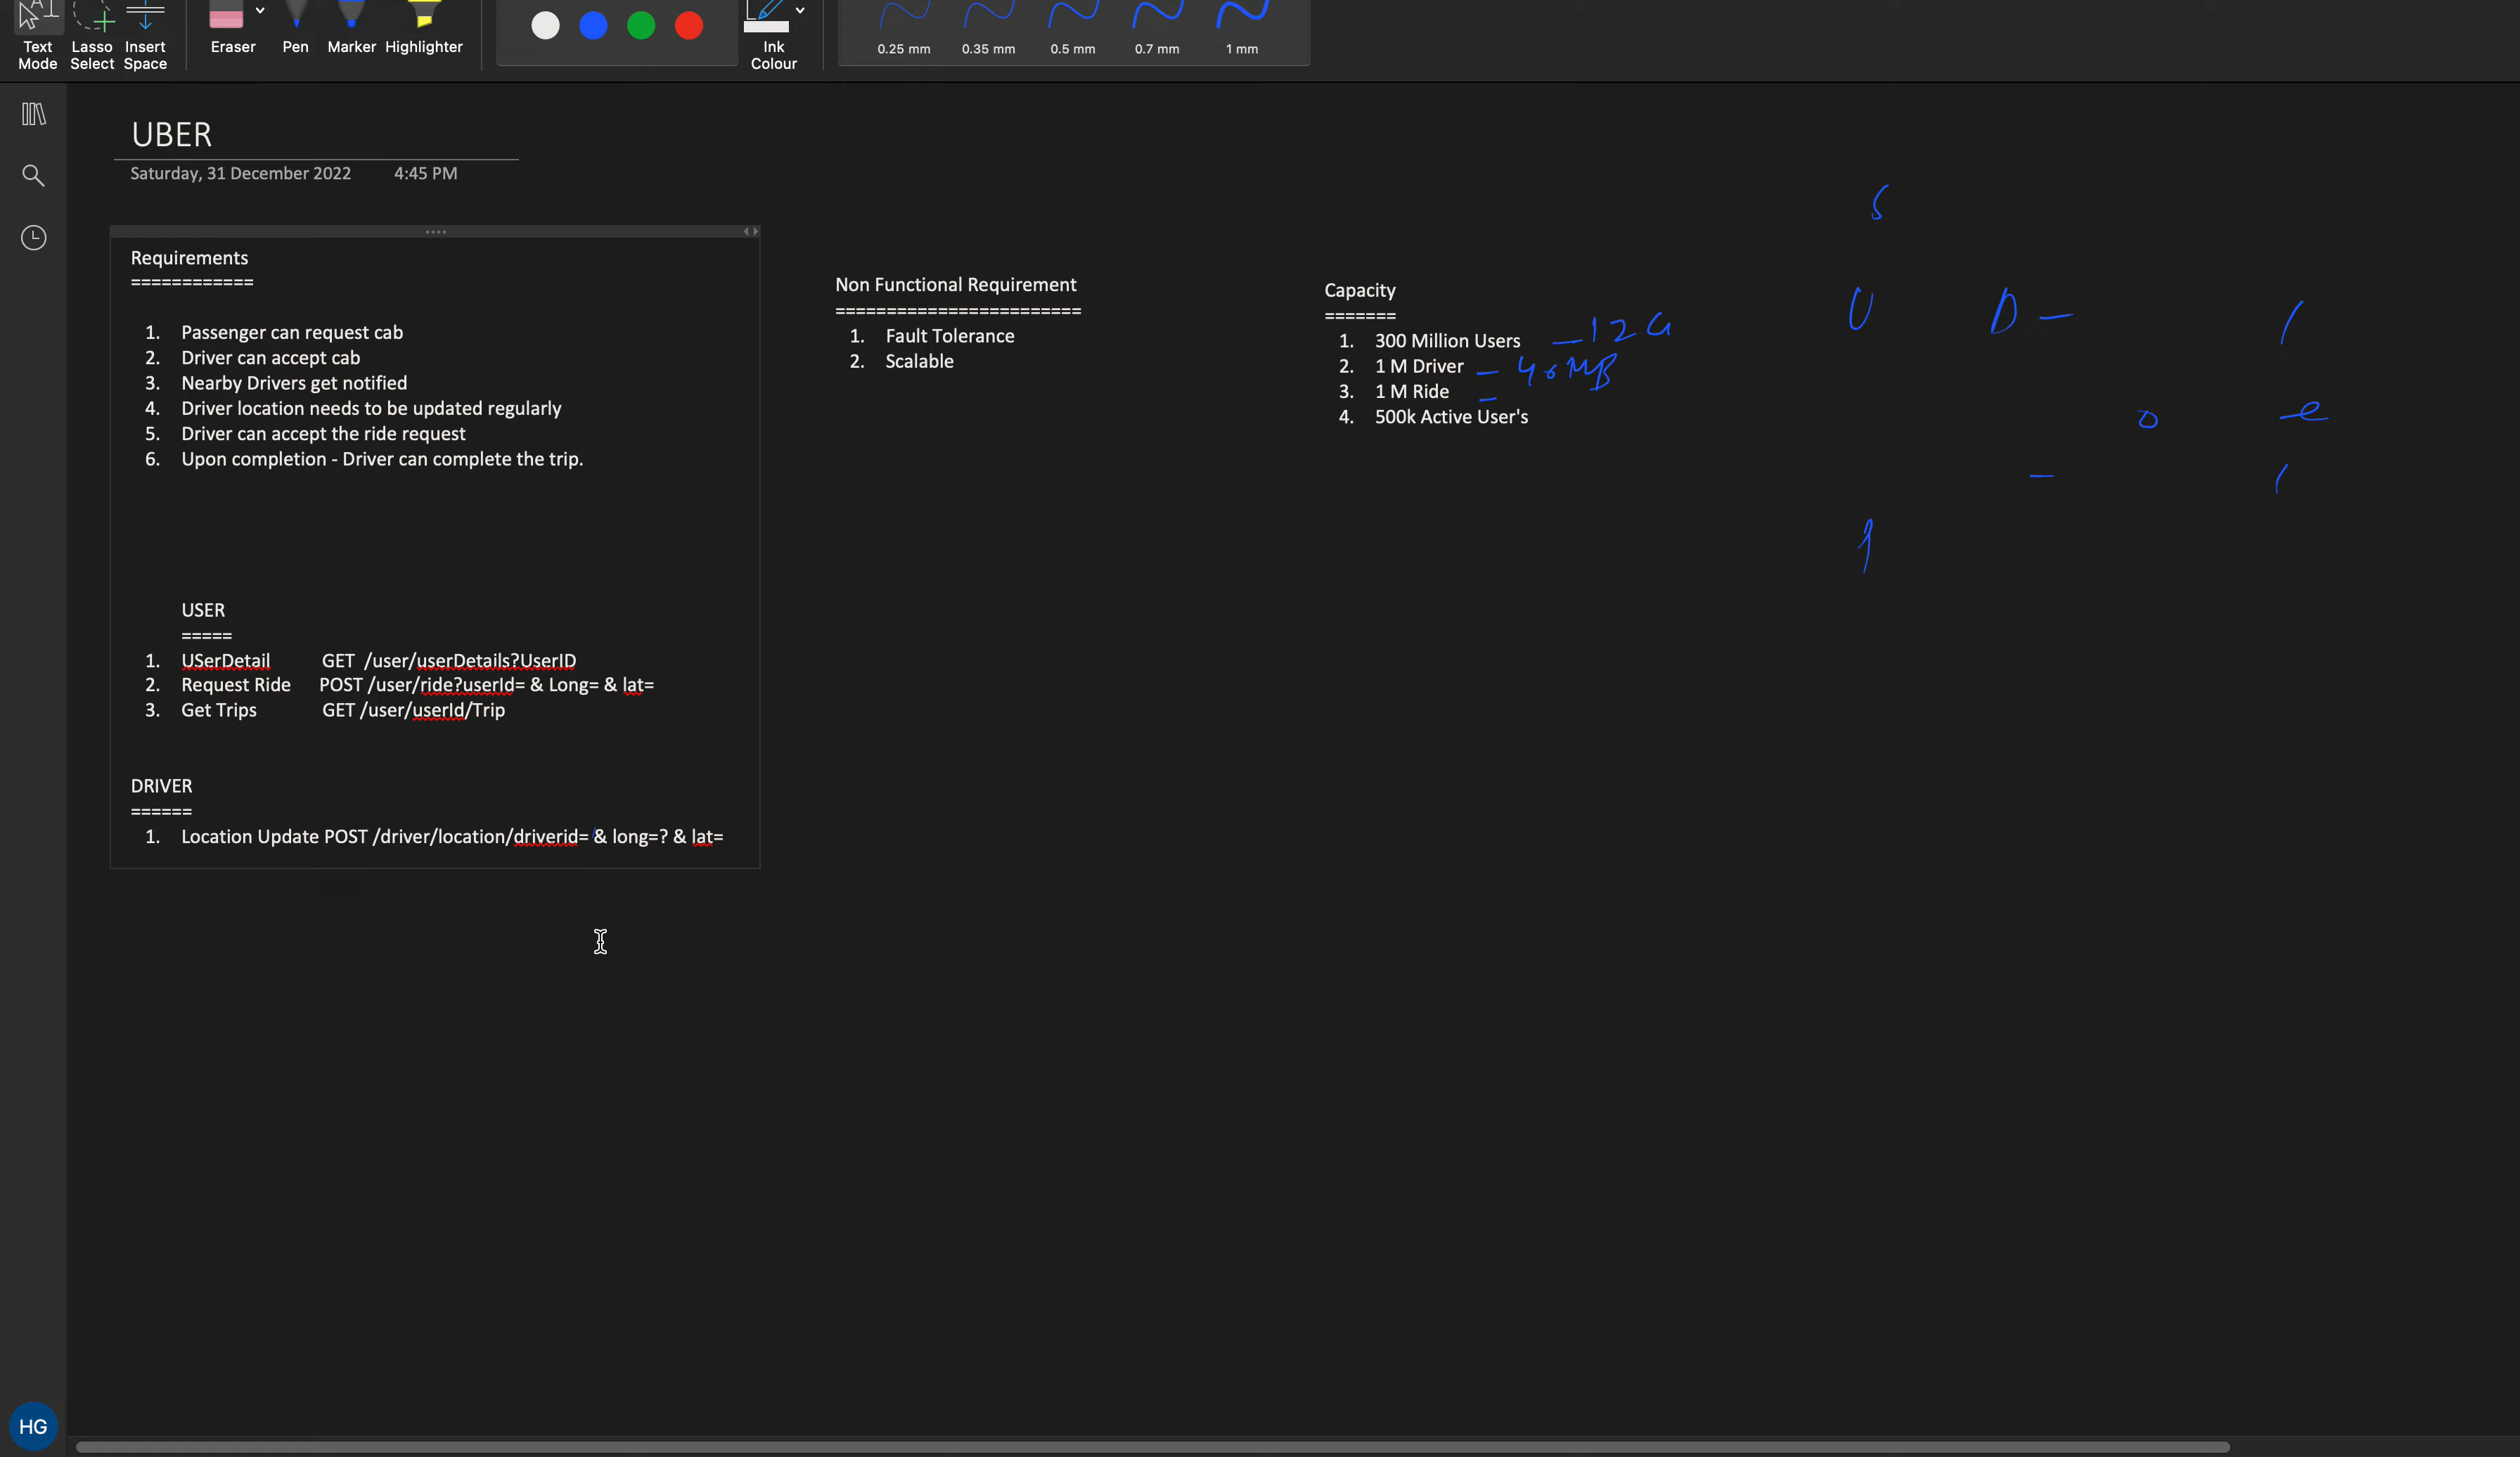 Text Mode
Lasso Select
Insert Space
Eraser
Pen
Marker
Highlighter
Ink Colour
0.25 mm
0.35 mm
0.5 mm
0.7 mm
1 mm
UBER
Saturday, 31 December 2022 4:45 PM
Requirements
============
1. Passenger can request cab
2. Driver can accept cab
3. Nearby Drivers get notified
4. Driver location needs to be updated regularly
5. Driver can accept the ride request
6. Upon completion - Driver can complete the trip.
USER
=====
1. USerDetail GET /user/userDetails?UserID
2. Request Ride POST /user/ride?userId= & Long= & lat=
3. Get Trips GET /user/userId/Trip
DRIVER
======
1. Location Update POST /driver/location/driverid= & long=? & lat=
Non Functional Requirement
========================
1. Fault Tolerance
2. Scalable
Capacity
=======
1. 300 Million Users – 12 G
2. 1 M Driver – 40 MB
3. 1 M Ride –
4. 500k Active User's
U D –
HG